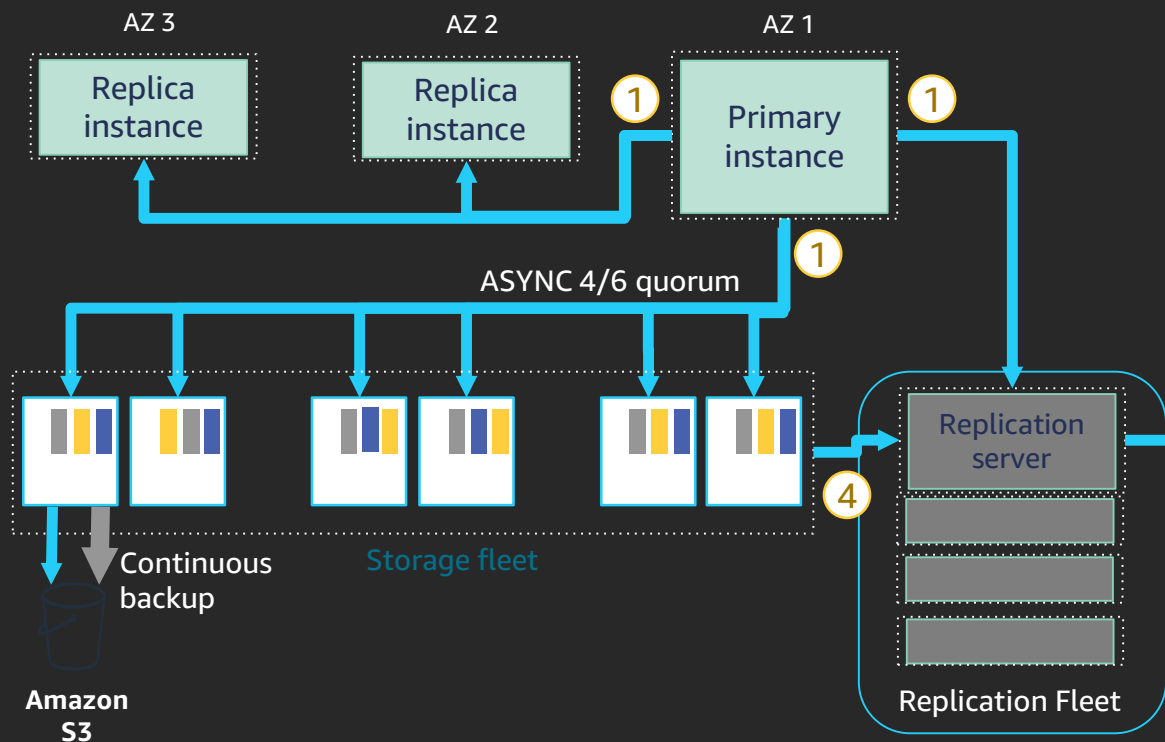 AZ 3
AZ 2
AZ 1
Replica
instance
Replica
instance
1
Primary
instance
1
1
ASYNC 4/6 quorum
Replication
server
4
Storage fleet
Continuous
backup
Amazon
S3
Replication Fleet